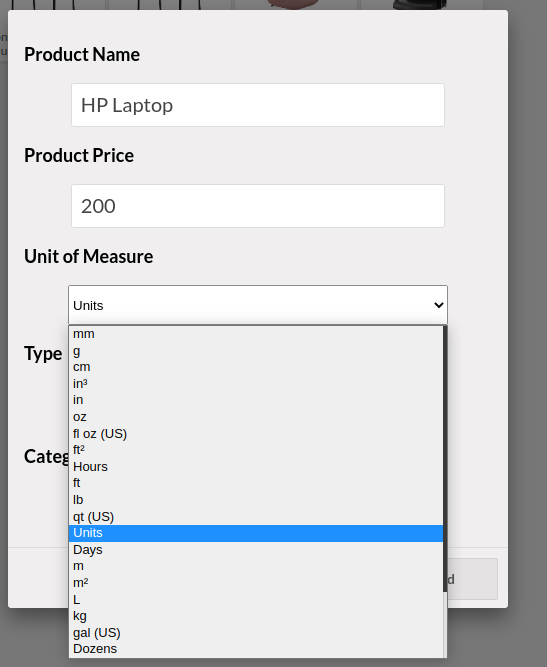 Product Name
HP Laptop
Product Price
200
Unit of Measure
Units
mm
Type
g
cm
in³
in
oz
fl oz (US)
ft²
Hours
ft
lb
qt (US)
Units
Days
m
m²
L
kg
gal (US)
Dozens